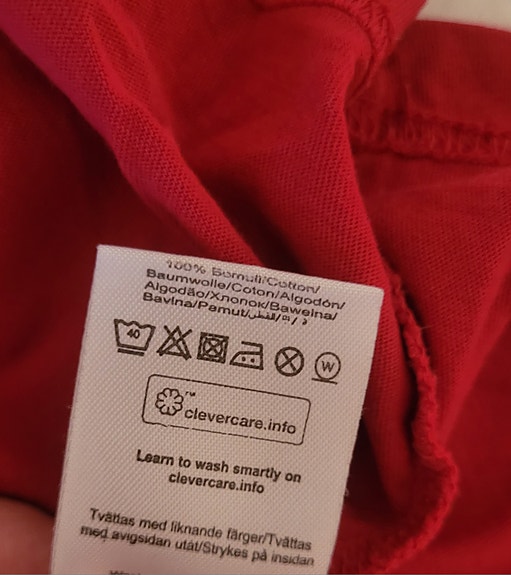 100% Bomull/Cotton/
Baumwolle/Coton/Algodón/
Algodão/Хлопок/Bawełna/
Bavlna/Pamut/
40
W
™
clevercare.info
Learn to wash smartly on
clevercare.info
Tvättas med liknande färger/Tvättas
med avigsidan utåt/Strykes på insidan